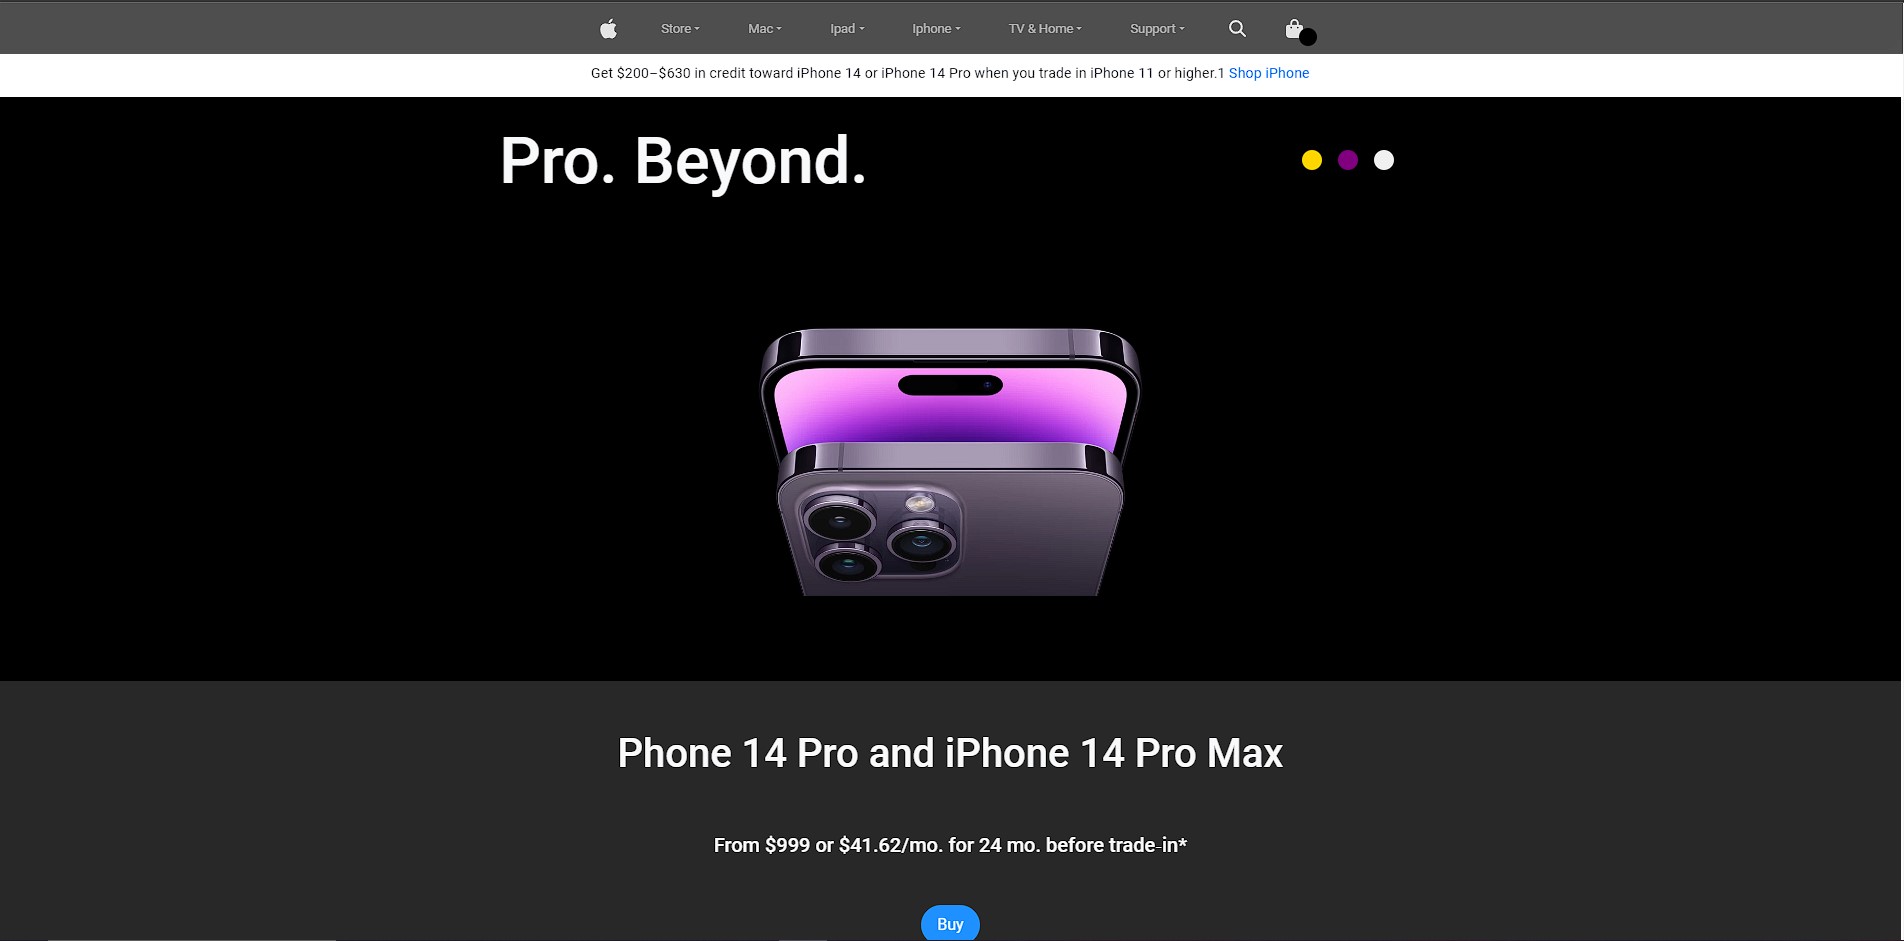 Store Mac Ipad Iphone TV & Home Support
Get $200–$630 in credit toward iPhone 14 or iPhone 14 Pro when you trade in iPhone 11 or higher.1 Shop iPhone
Pro. Beyond.
Phone 14 Pro and iPhone 14 Pro Max
From $999 or $41.62/mo. for 24 mo. before trade-in*
Buy